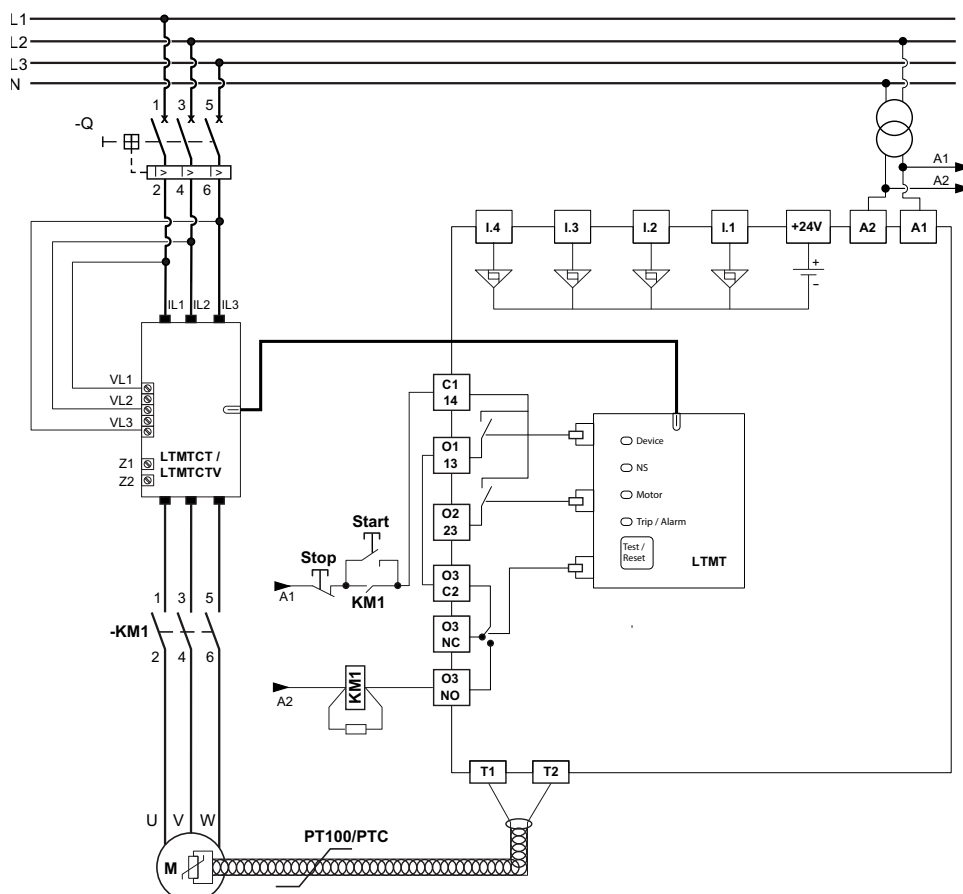 L1
L2
L3
N
1 3 5
-Q
I> I> I>
2 4 6
A1
A2
I.4 I.3 I.2 I.1 +24V A2 A1
+
–
IL1 IL2 IL3
VL1
VL2
VL3
Z1
Z2
LTMTCT /
LTMTCTV
C1
14
O1
13
O2
23
O3
C2
O3
NC
O3
NO
Device
NS
Motor
Trip / Alarm
Test /
Reset
LTMT
Start
Stop
A1
KM1
1 3 5
-KM1
2 4 6
A2
KM1
T1 T2
U V W
M
PT100/PTC